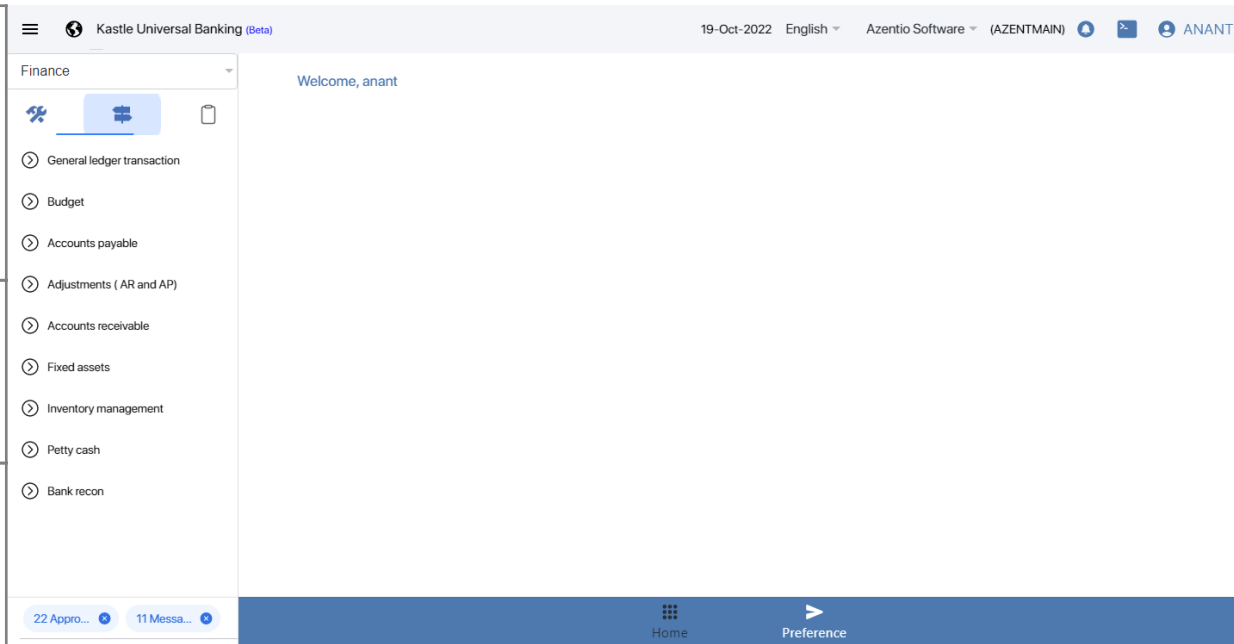 Kastle Universal Banking (Beta)
19-Oct-2022 English Azentio Software (AZENTMAIN) ANANT
Finance
Welcome, anant
General ledger transaction
Budget
Accounts payable
Adjustments ( AR and AP)
Accounts receivable
Fixed assets
Inventory management
Petty cash
Bank recon
22 Appro... 11 Messa...
Home Preference